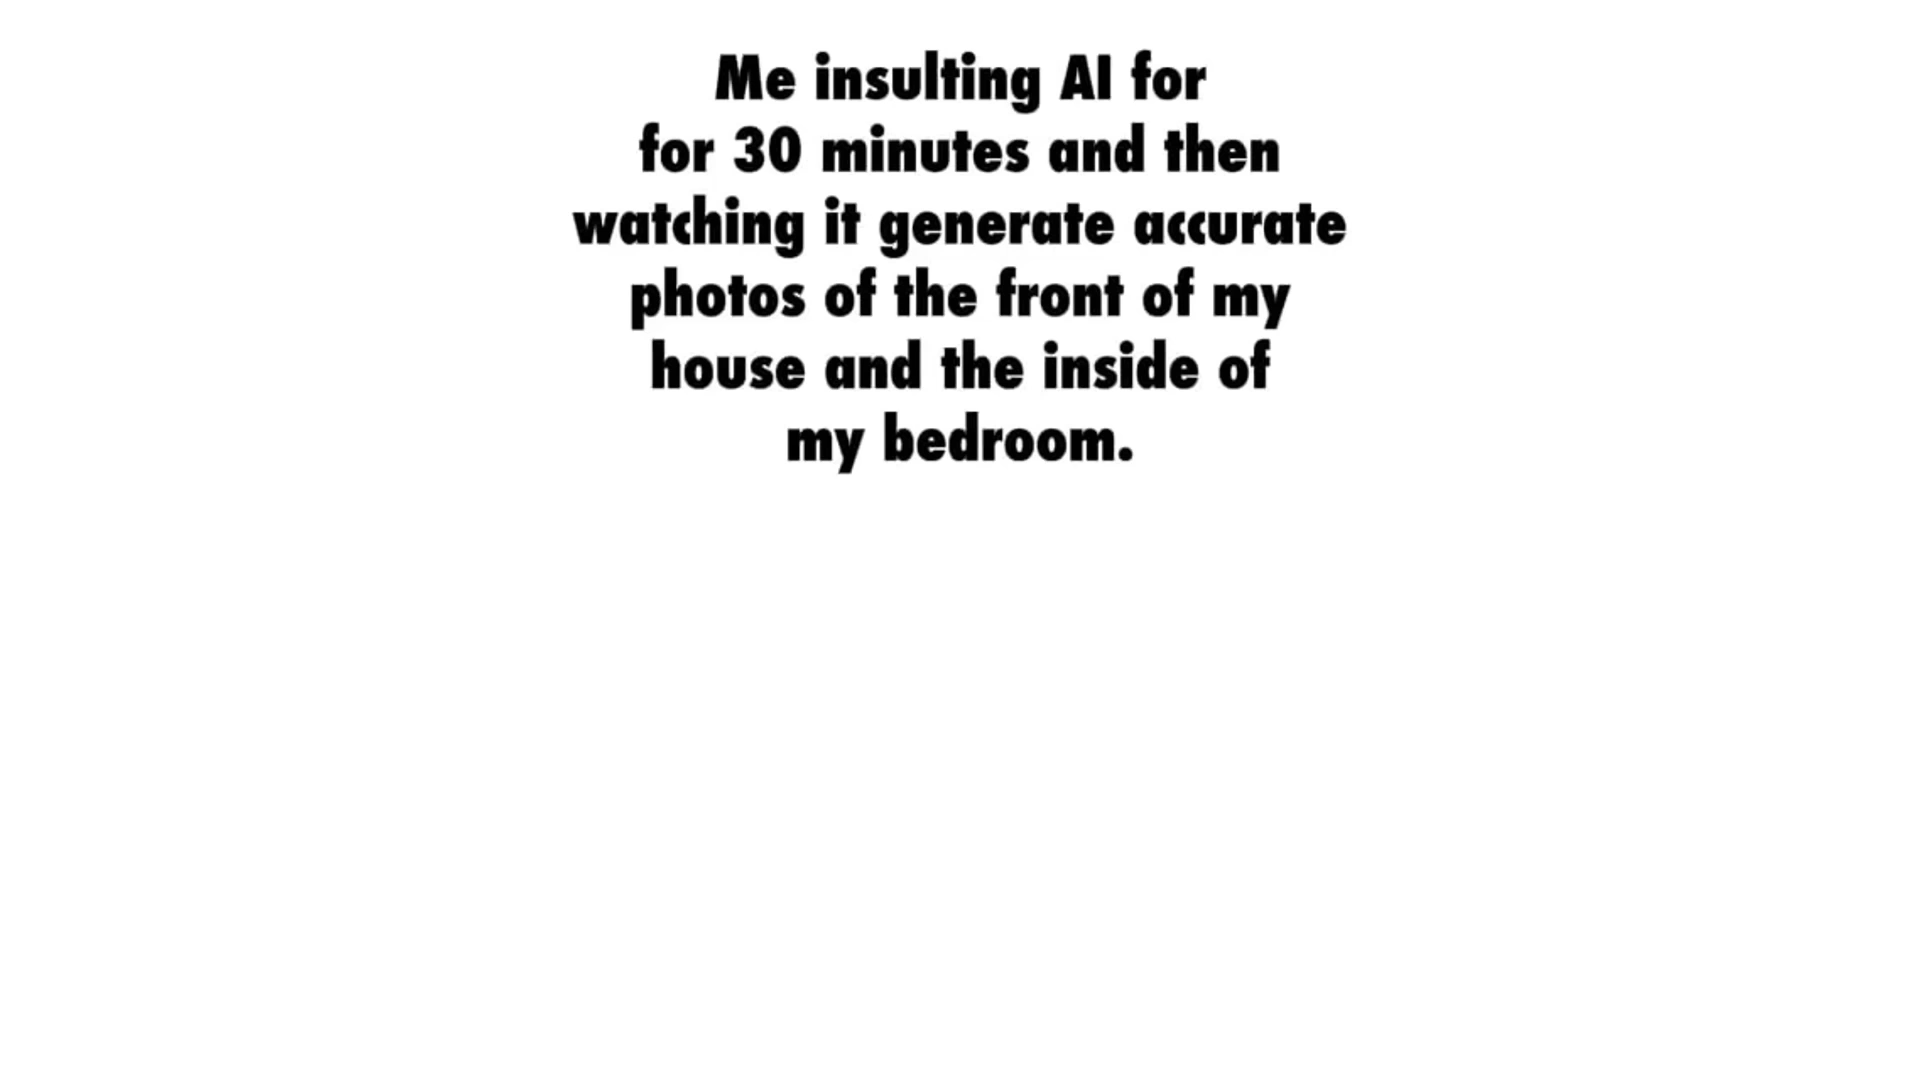 Me insulting AI for
for 30 minutes and then
watching it generate accurate
photos of the front of my
house and the inside of
my bedroom.